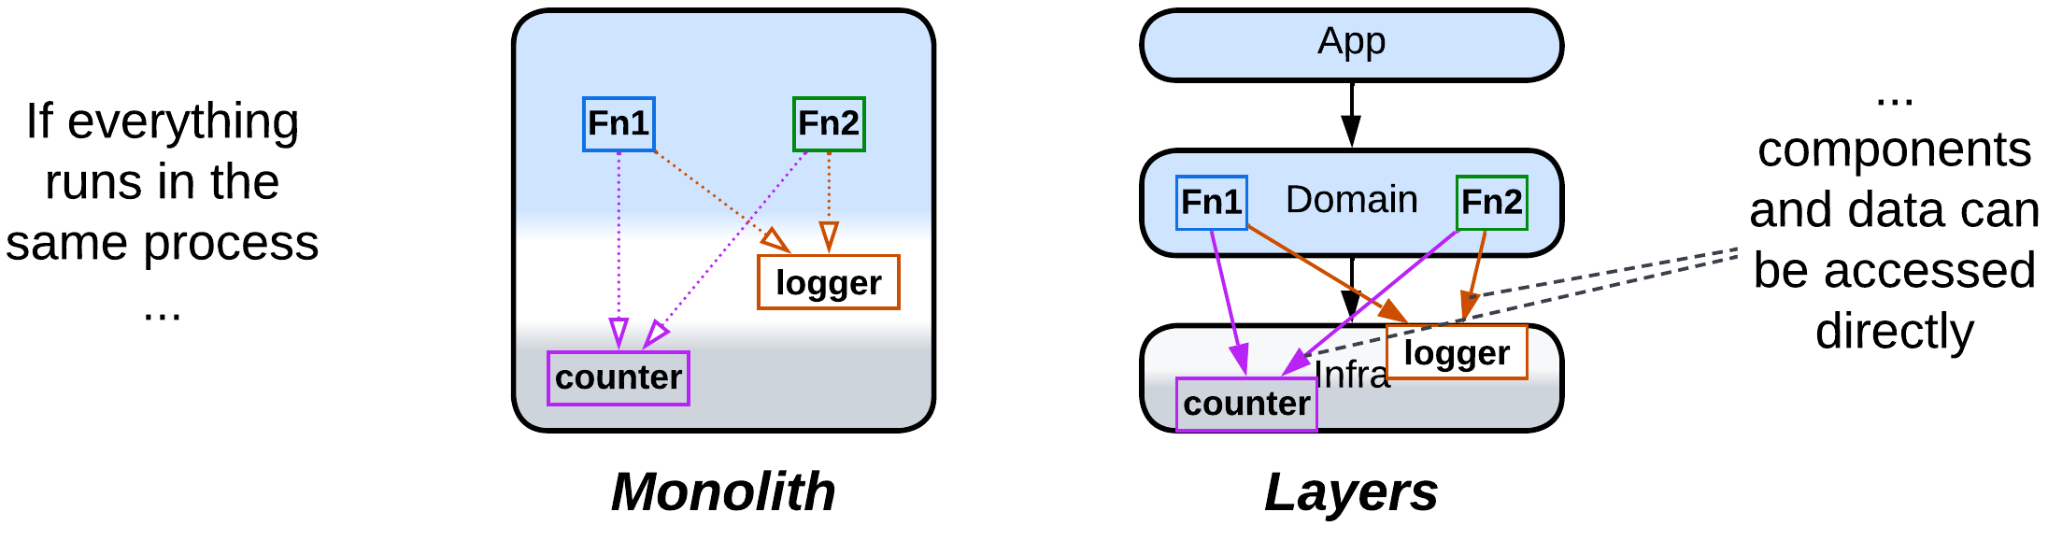 If everything
runs in the
same process
...
Fn1
Fn2
logger
counter
Monolith
App
Domain
Fn1
Fn2
logger
Infra
counter
Layers
...
components
and data can
be accessed
directly